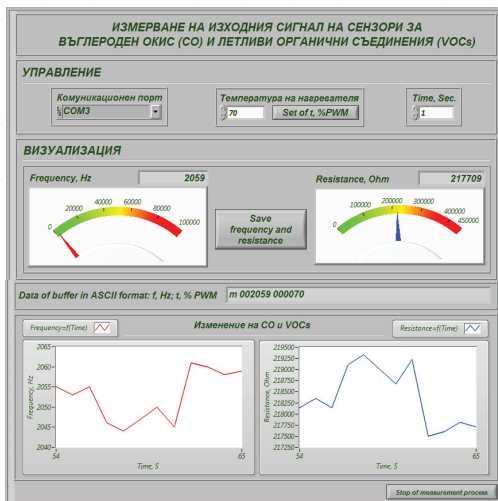 ИЗМЕРВАНЕ НА ИЗХОДНИЯ СИГНАЛ НА СЕНЗОРИ ЗА
ВЪГЛЕРОДЕН ОКИС (CO) И ЛЕТЛИВИ ОРГАНИЧНИ СЪЕДИНЕНИЯ (VOCs)
УПРАВЛЕНИЕ
Комуникационен порт
COM3
Температура на нагревателя
70
Set of t, %PWM
Time, Sec.
1
ВИЗУАЛИЗАЦИЯ
Frequency, Hz
2059
0
20000
40000
60000
80000
100000
Save
frequency and
resistance
Resistance, Ohm
217709
0
100000
200000
300000
400000
450000
Data of buffer in ASCII format: f, Hz; t, % PWM
m 002059 000070
Frequency=f(Time)
Изменение на CO и VOCs
Resistance=f(Time)
Frequency, Hz
2065
2060
2055
2050
2045
2040
54
65
Time, S
Resistance, Ohm
219500
219250
219000
218750
218500
218250
218000
217750
217500
217250
54
65
Time, S
Stop of measurement process